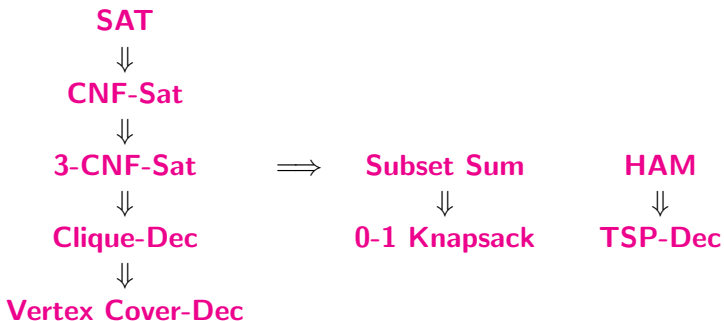 SAT
⇓
CNF-Sat
⇓
3-CNF-Sat ⟹ Subset Sum HAM
⇓ ⇓ ⇓
Clique-Dec 0-1 Knapsack TSP-Dec
⇓
Vertex Cover-Dec